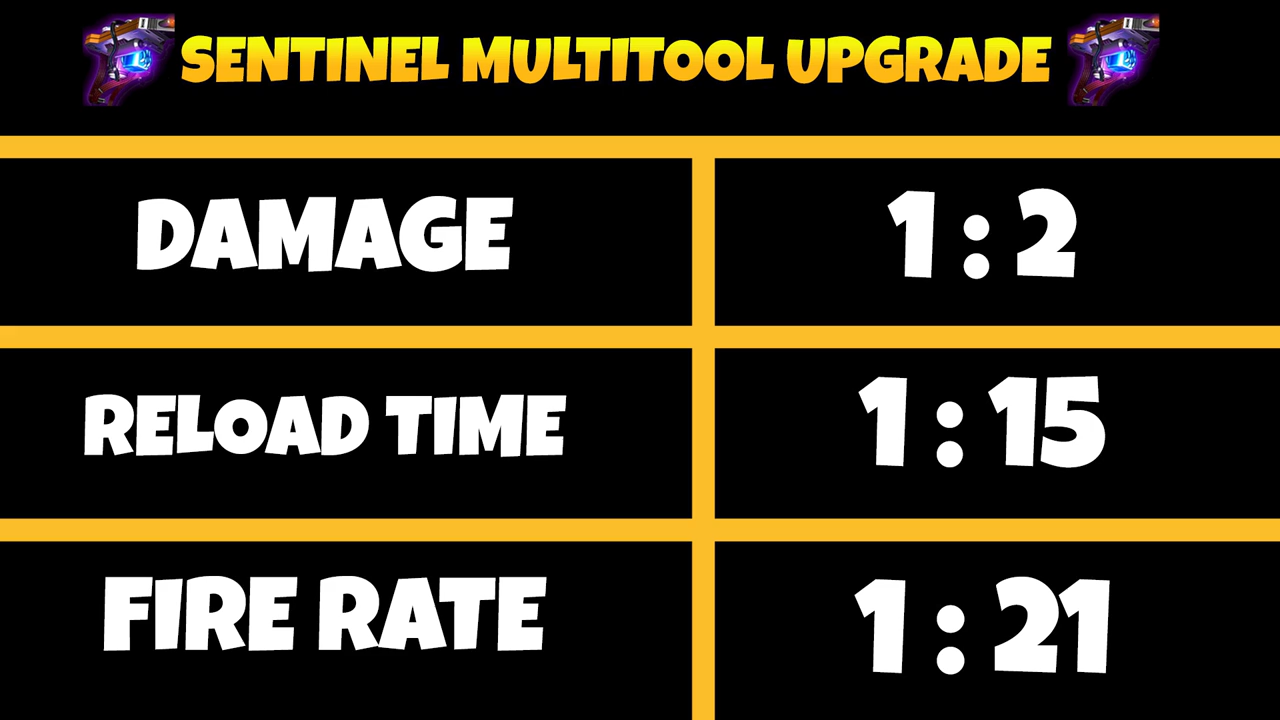 SENTINEL MULTITOOL UPGRADE
DAMAGE 1 : 2
RELOAD TIME 1 : 15
FIRE RATE 1 : 21